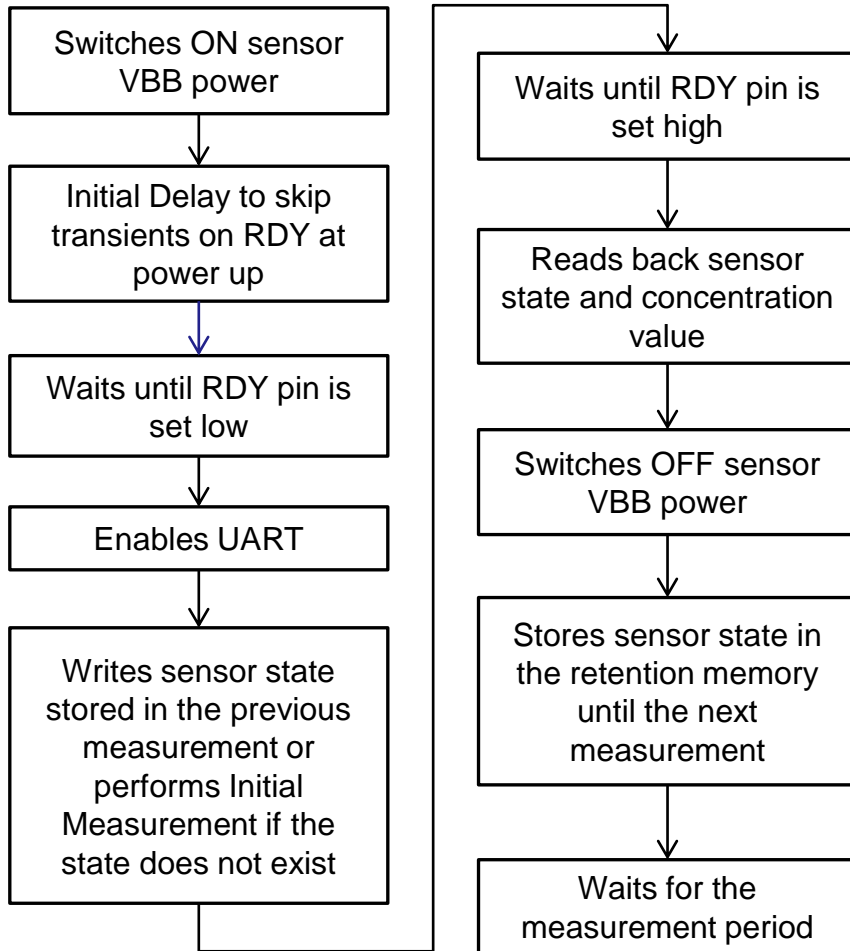 Switches ON sensor
VBB power
Initial Delay to skip
transients on RDY at
power up
Waits until RDY pin is
set low
Enables UART
Writes sensor state
stored in the previous
measurement or
performs Initial
Measurement if the
state does not exist
Waits until RDY pin is
set high
Reads back sensor
state and concentration
value
Switches OFF sensor
VBB power
Stores sensor state in
the retention memory
until the next
measurement
Waits for the
measurement period